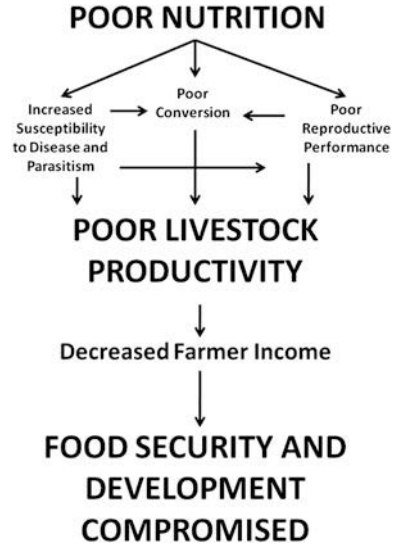 POOR NUTRITION
Increased
Susceptibility
to Disease and
Parasitism
Poor
Conversion
Poor
Reproductive
Performance
POOR LIVESTOCK
PRODUCTIVITY
Decreased Farmer Income
FOOD SECURITY AND
DEVELOPMENT
COMPROMISED